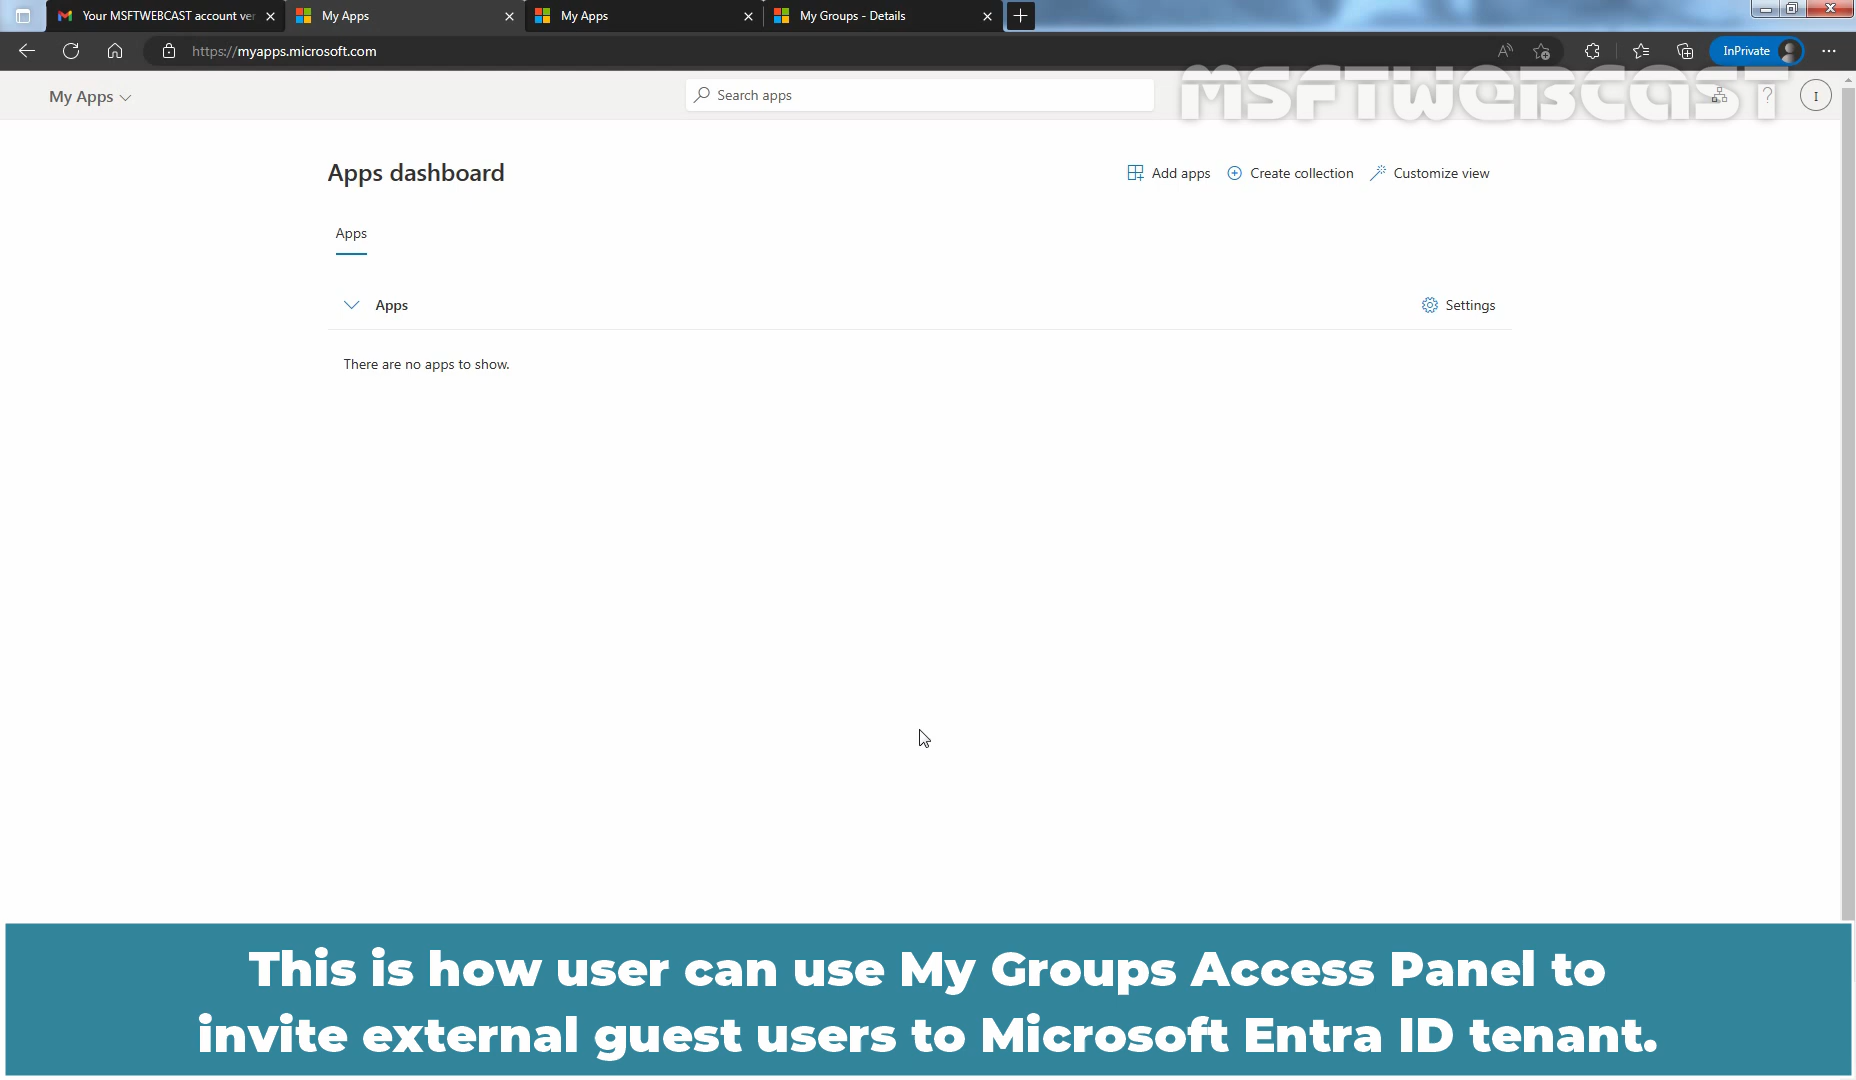 Your MSFTWEBCAST account ver
My Apps
My Apps
My Groups - Details
https://myapps.microsoft.com
InPrivate
My Apps
Search apps
MSFTWEBCAST
I
Apps dashboard
Add apps
Create collection
Customize view
Apps
Apps
Settings
There are no apps to show.
This is how user can use My Groups Access Panel to
invite external guest users to Microsoft Entra ID tenant.